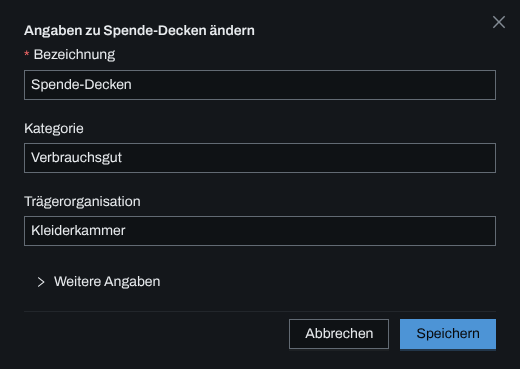 Angaben zu Spende-Decken ändern
* Bezeichnung
Spende-Decken
Kategorie
Verbrauchsgut
Trägerorganisation
Kleiderkammer
Weitere Angaben
Abbrechen Speichern